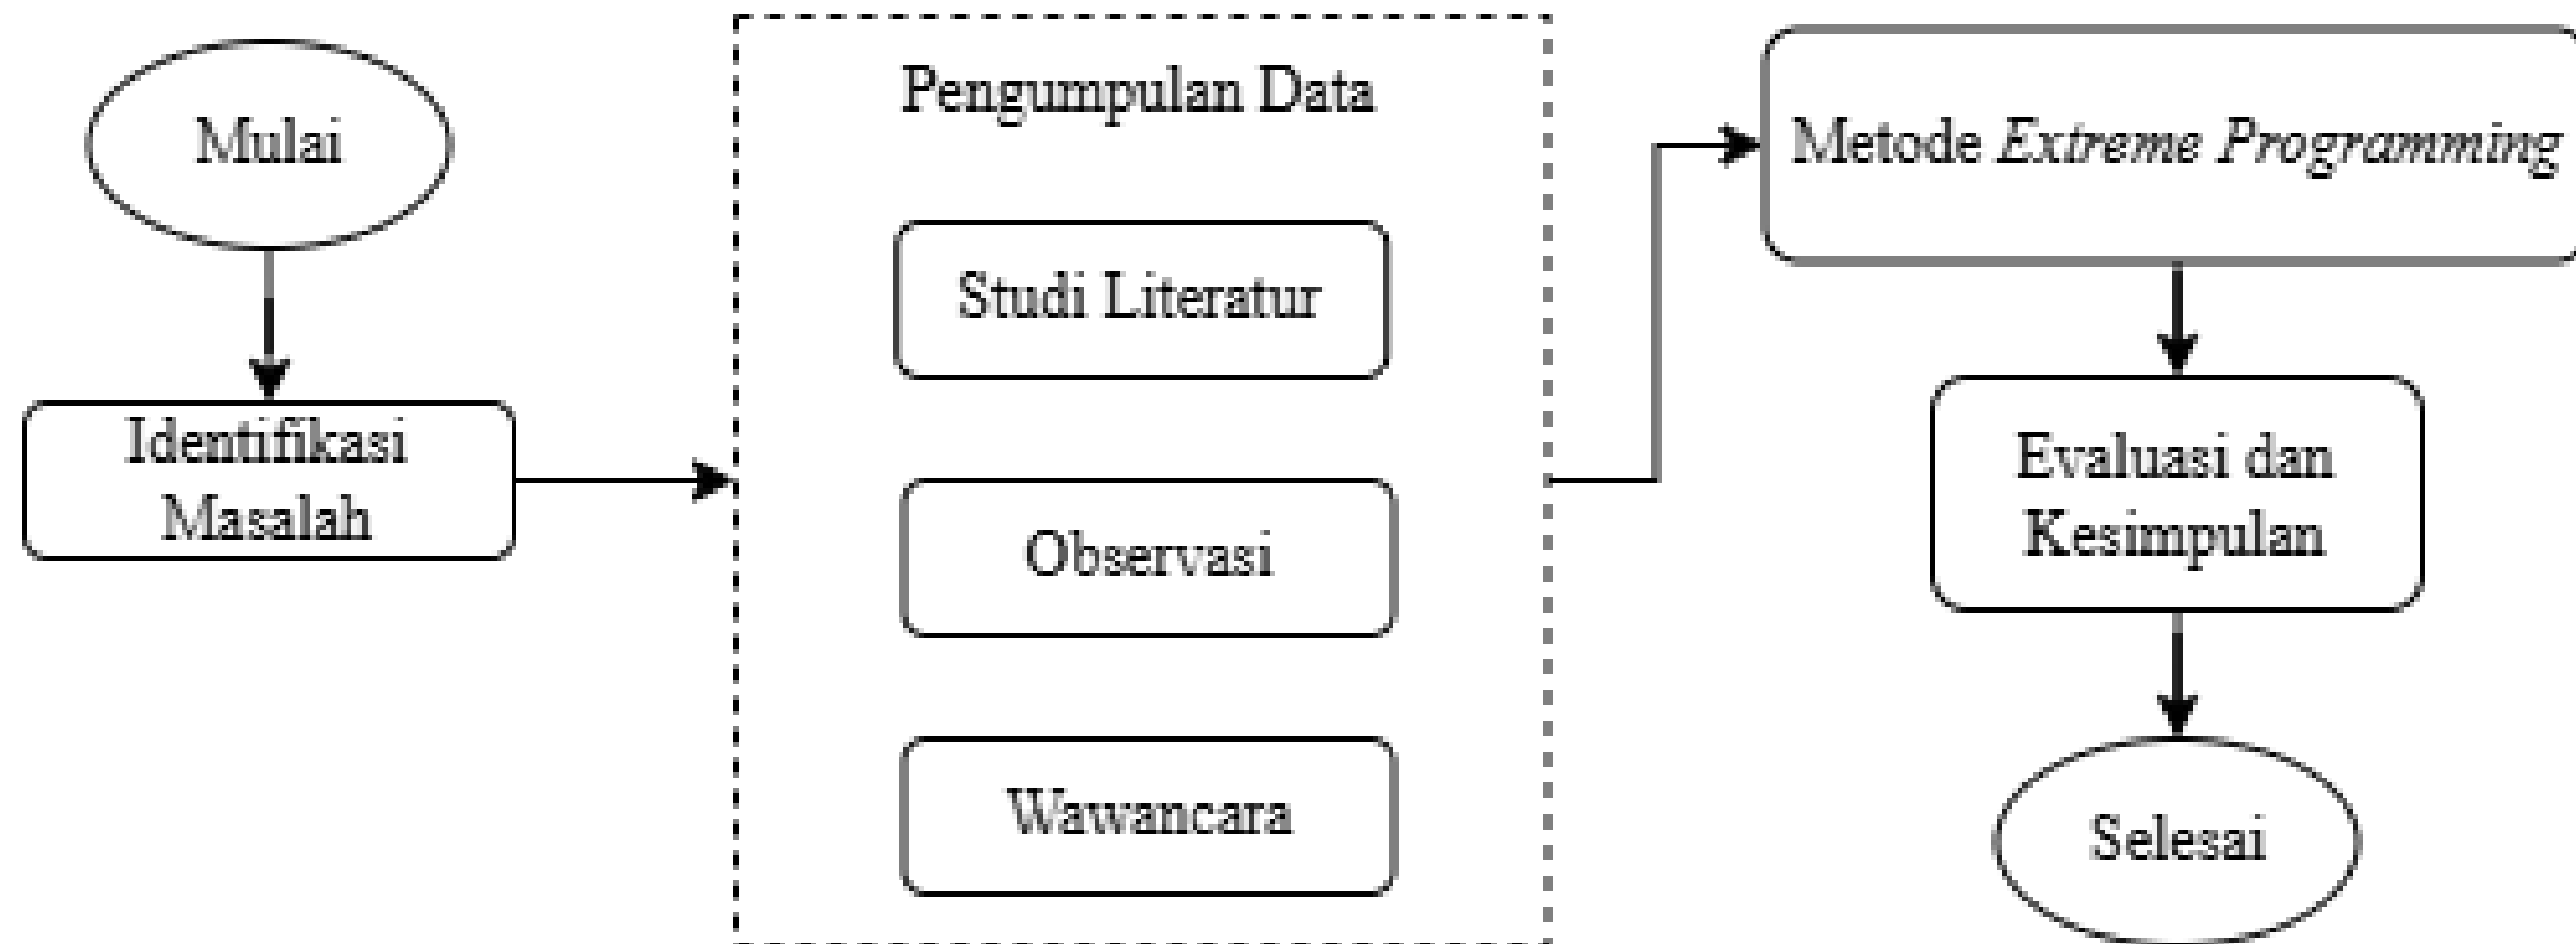 Mulai
Identifikasi
Masalah
Pengumpulan Data
Studi Literatur
Observasi
Wawancara
Metode Extreme Programming
Evaluasi dan
Kesimpulan
Selesai